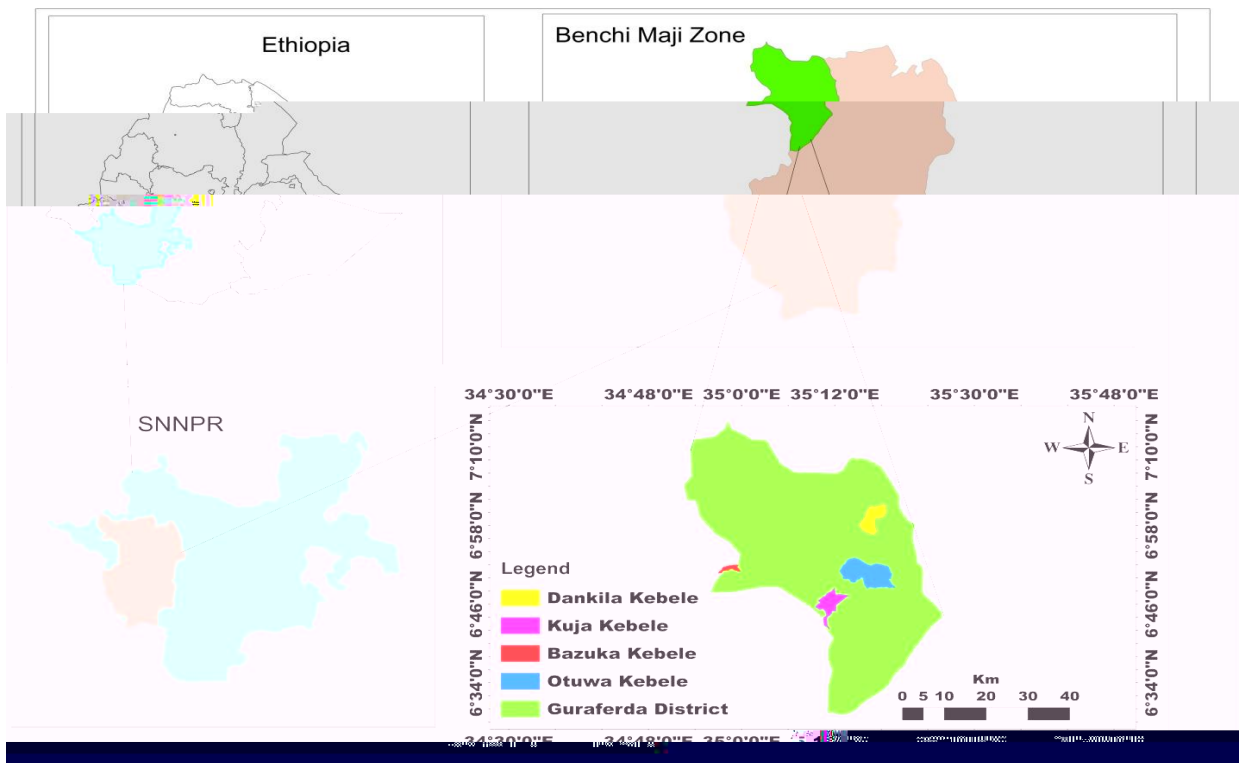 Ethiopia
Benchi Maji Zone
SNNPR
34°30'0"E 34°48'0"E 35°0'0"E 35°12'0"E 35°30'0"E 35°48'0"E
7°10'0"N
6°58'0"N
6°46'0"N
6°34'0"N
N
W E
S
7°10'0"N
6°58'0"N
6°46'0"N
6°34'0"N
Legend
Dankila Kebele
Kuja Kebele
Bazuka Kebele
Otuwa Kebele
Guraferda District
Km
0 5 10 20 30 40